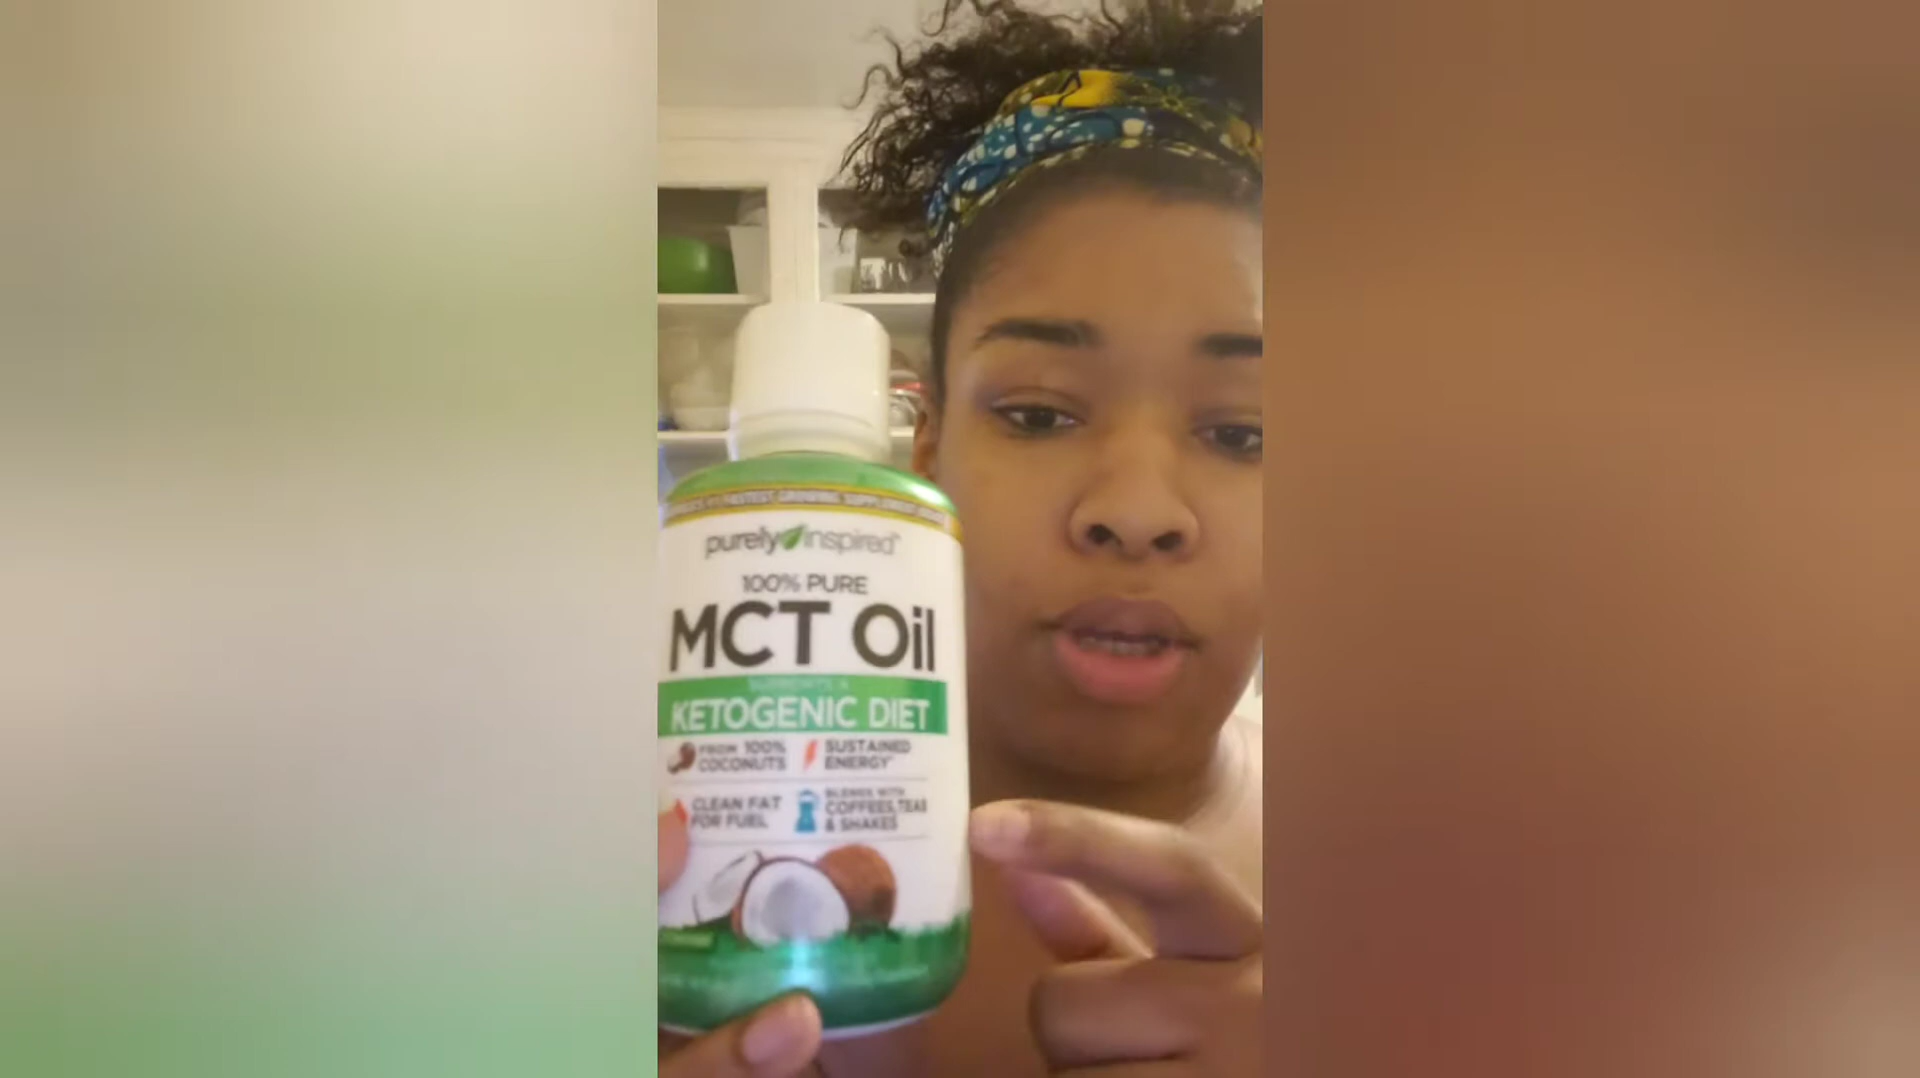 purely inspired™
100% PURE
MCT Oil
KETOGENIC DIET
FROM 100%
COCONUTS
SUSTAINED
ENERGY*
CLEAN FAT
FOR FUEL
BLENDS WITH
COFFEES, TEAS
& SHAKES